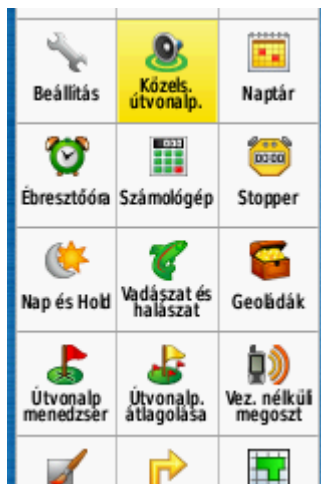 Beállítás
Közels.
útvonalp.
Naptár
Ébresztőóra
Számológép
Stopper
Nap és Hold
Vadászat és
halászat
Geoládák
Útvonalp
menedzser
Útvonalp.
átlagolása
Vez. nélküli
megoszt